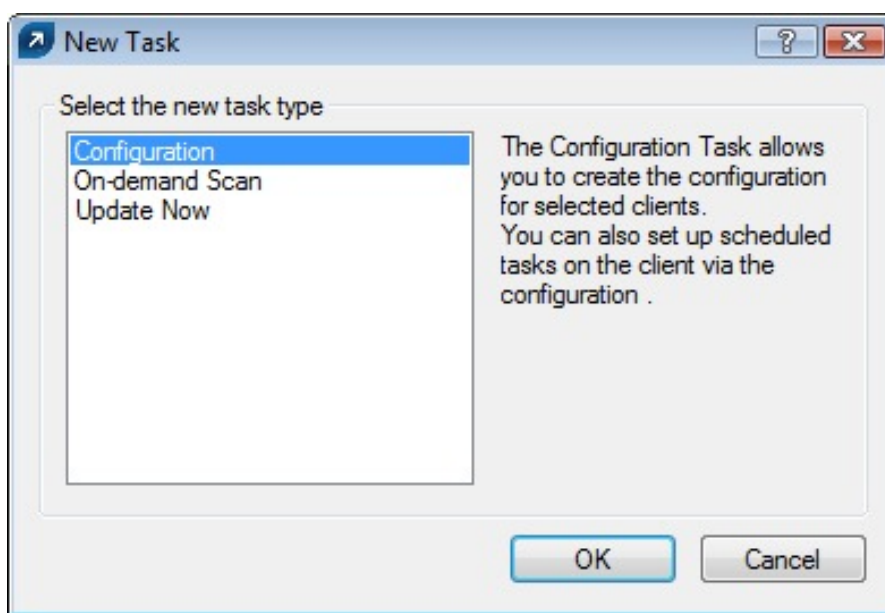 New Task
Select the new task type
Configuration
On-demand Scan
Update Now
The Configuration Task allows
you to create the configuration
for selected clients.
You can also set up scheduled
tasks on the client via the
configuration .
OK
Cancel